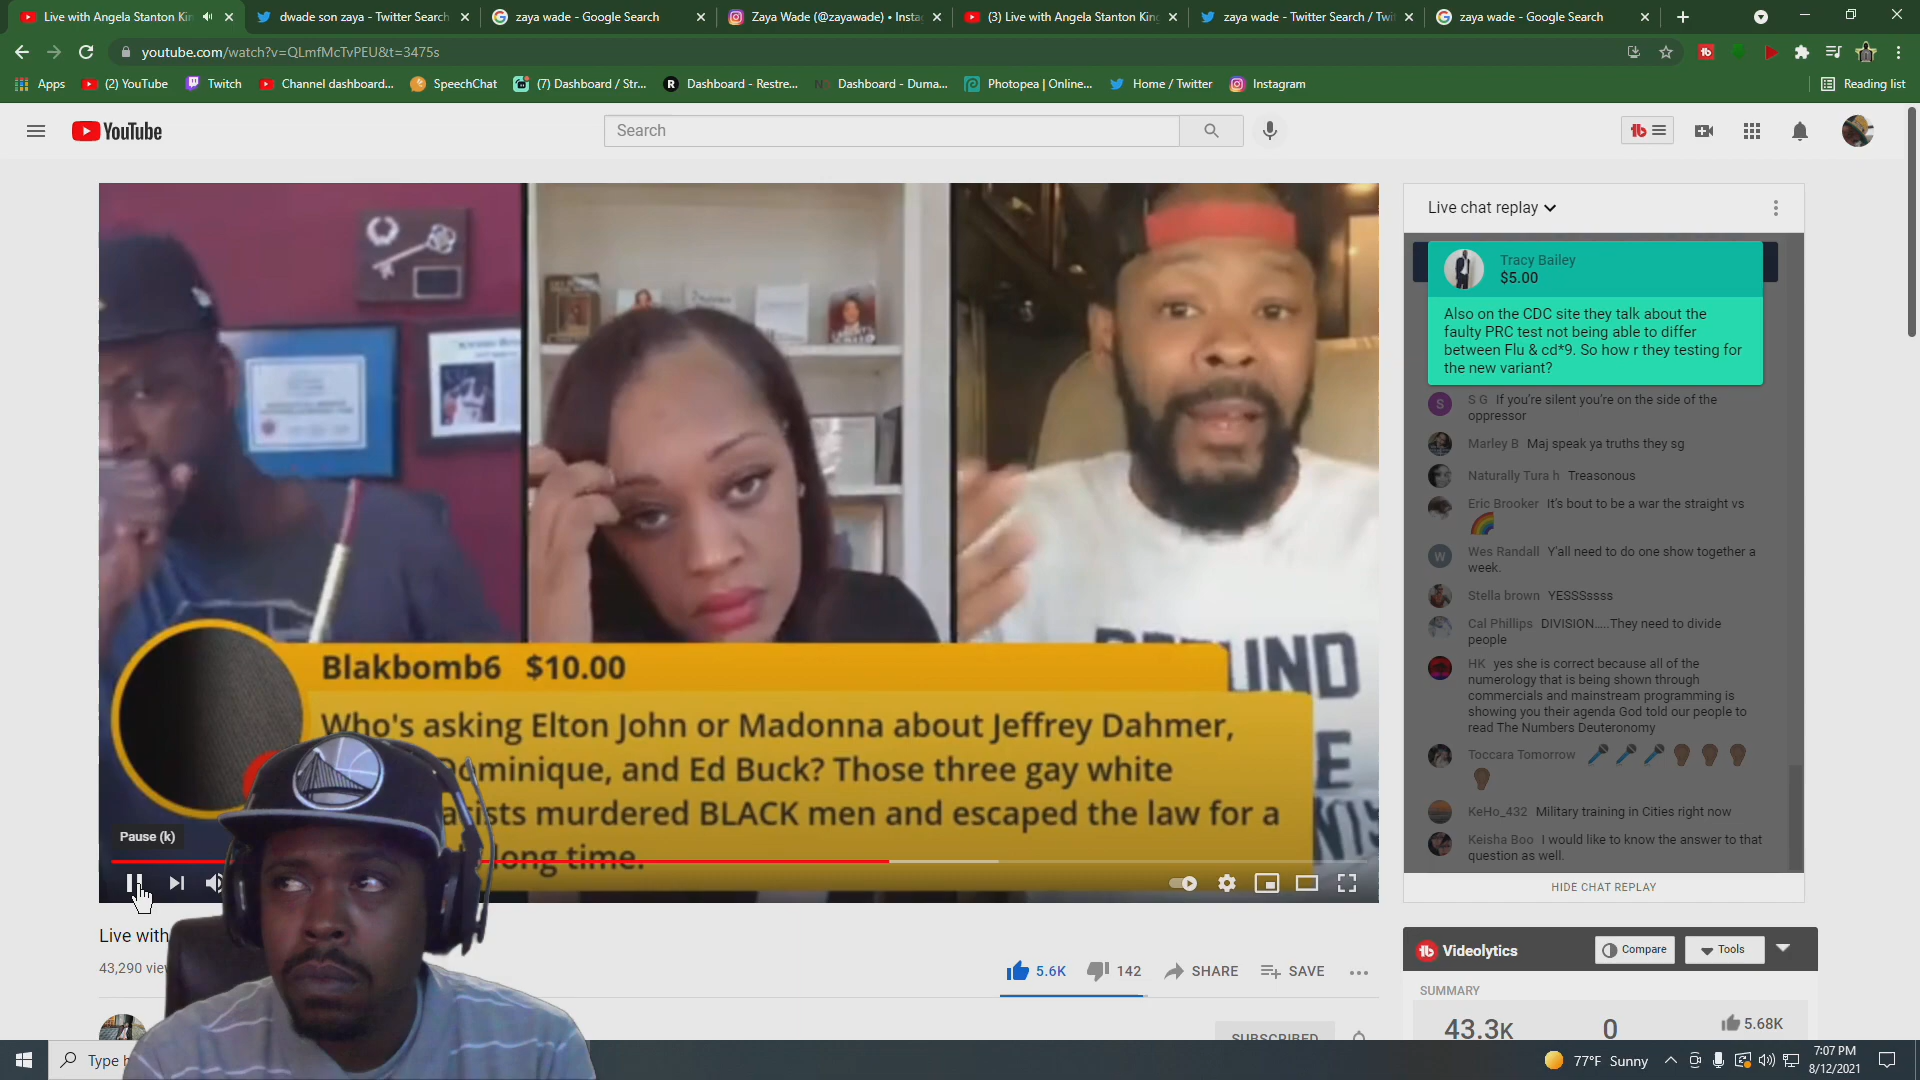 Live with Angela Stanton Kin
dwade son zaya - Twitter Search
zaya wade - Google Search
Zaya Wade (@zayawade) • Insta
(3) Live with Angela Stanton King
zaya wade - Twitter Search / Twi
zaya wade - Google Search
youtube.com/watch?v=QLmfMcTvPEU&t=3475s
Apps
(2) YouTube
Twitch
Channel dashboard...
SpeechChat
(7) Dashboard / Str...
Dashboard - Restre...
Dashboard - Duma...
Photopea | Online...
Home / Twitter
Instagram
Reading list
YouTube
Search
Live chat replay
Tracy Bailey
$5.00
Also on the CDC site they talk about the
faulty PRC test not being able to differ
between Flu & cd*9. So how r they testing for
the new variant?
S G If you're silent you're on the side of the
oppressor
Marley B Maj speak ya truths they sg
Naturally Tura h Treasonous
Eric Brooker It's bout to be a war the straight vs
🌈
Wes Randall Y'all need to do one show together a
week.
Stella brown YESSSssss
Cal Phillips DIVISION.....They need to divide
people
HK yes she is correct because all of the
numerology that is being shown through
commercials and mainstream programming is
showing you their agenda God told our people to
read The Numbers Deuteronomy
Toccara Tomorrow
KeHo_432 Military training in Cities right now
Keisha Boo I would like to know the answer to that
question as well.
HIDE CHAT REPLAY
Blakbomb6 $10.00
Who's asking Elton John or Madonna about Jeffrey Dahmer,
Dominique, and Ed Buck? Those three gay white
murdered BLACK men and escaped the law for a
long time.
Pause (k)
Live with
43,290
5.6K
142
SHARE
SAVE
SUBSCRIBED
Videolytics
Compare
Tools
SUMMARY
43.3K
0
5.68K
Type
77°F Sunny
7:07 PM
8/12/2021